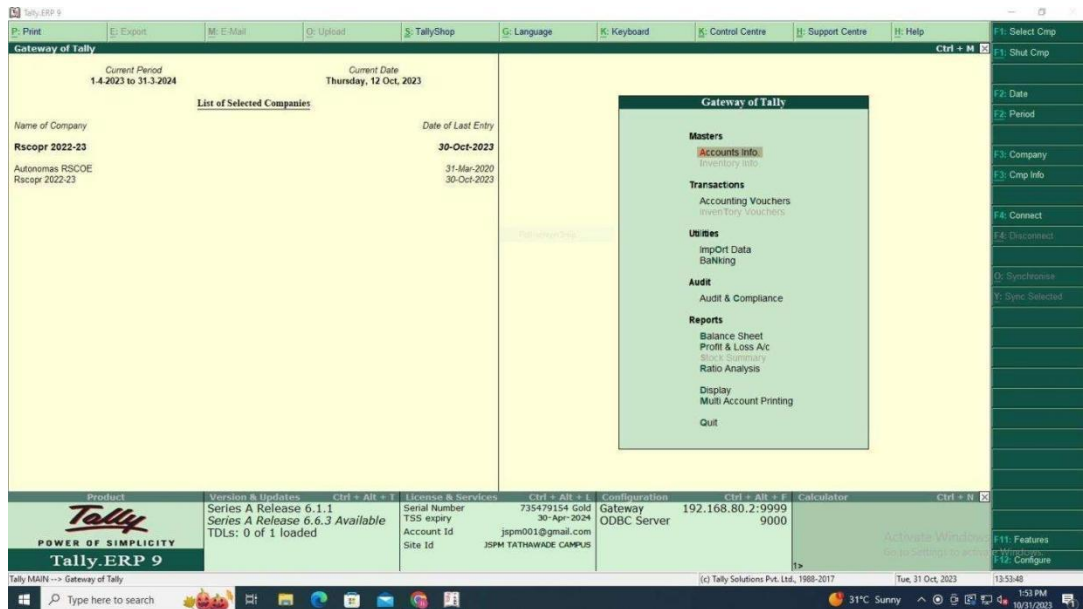 Tally.ERP 9
P: Print
E: Export
M: E-Mail
O: Upload
S: TallyShop
G: Language
K: Keyboard
K: Control Centre
H: Support Centre
H: Help
F1: Select Cmp
Gateway of Tally
Ctrl + M
F1: Shut Cmp
Current Period
1-4-2023 to 31-3-2024
Current Date
Thursday, 12 Oct, 2023
List of Selected Companies
Name of Company
Date of Last Entry
Rscopr 2022-23
30-Oct-2023
Autonomas RSCOE
31-Mar-2020
Rscopr 2022-23
30-Oct-2023
Gateway of Tally
Masters
Accounts Info.
Inventory Info.
Transactions
Accounting Vouchers
InvenTory Vouchers
Utilities
ImpOrt Data
BaNking
Audit
Audit & Compliance
Reports
Balance Sheet
Profit & Loss A/c
Stock Summary
Ratio Analysis
Display
Multi Account Printing
Quit
F2: Date
F2: Period
F3: Company
F3: Cmp Info
F4: Connect
F4: Disconnect
O: Synchronise
Y: Sync Selected
F11: Features
F12: Configure
Product
Tally
POWER OF SIMPLICITY
Tally.ERP 9
Version & Updates Ctrl + Alt + T
Series A Release 6.1.1
Series A Release 6.6.3 Available
TDLs: 0 of 1 loaded
License & Services Ctrl + Alt + L
Serial Number 735479154 Gold
TSS expiry 30-Apr-2024
Account Id jspm001@gmail.com
Site Id JSPM TATHAWADE CAMPUS
Configuration Ctrl + Alt + F
Gateway 192.168.80.2:9999
ODBC Server 9000
Calculator Ctrl + N
1>
Activate Windows
Go to Settings to activate Windows.
Tally MAIN --> Gateway of Tally
(c) Tally Solutions Pvt. Ltd., 1988-2017
Tue, 31 Oct, 2023
13:53:48
Type here to search
31°C Sunny
1:53 PM
10/31/2023